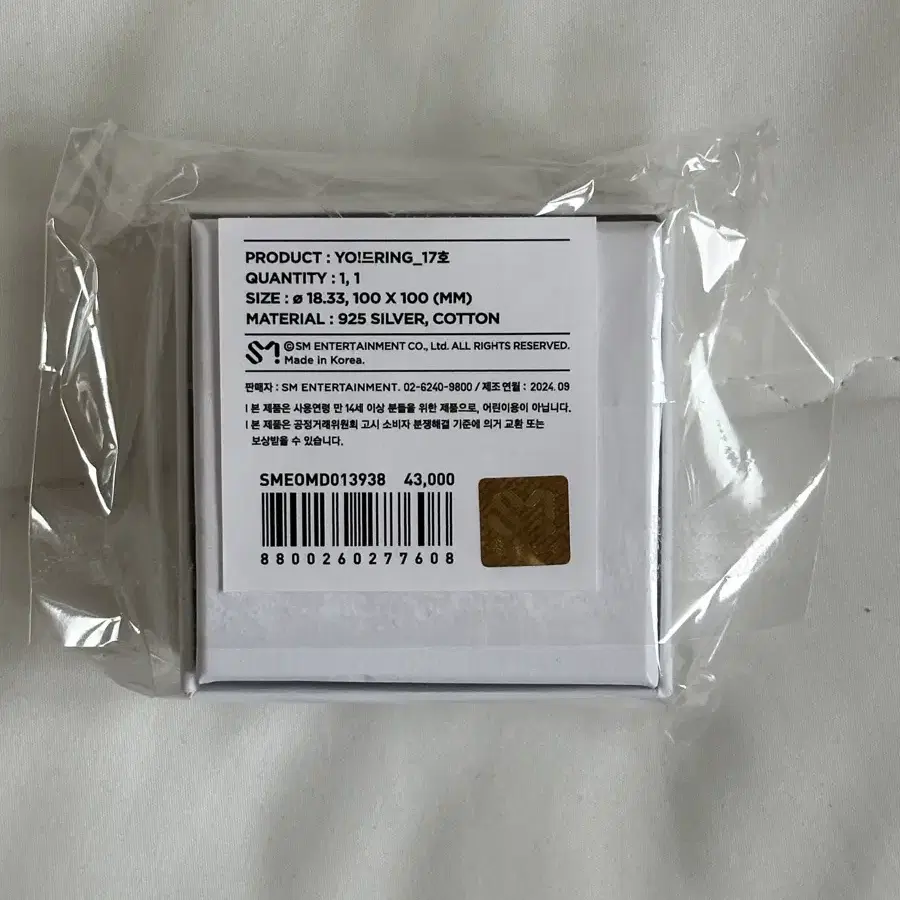 PRODUCT : YO!드RING_17호
QUANTITY : 1, 1
SIZE : ø 18.33, 100 X 100 (MM)
MATERIAL : 925 SILVER, COTTON
SM ©SM ENTERTAINMENT CO., Ltd. ALL RIGHTS RESERVED.
Made in Korea.
판매자 : SM ENTERTAINMENT. 02-6240-9800 / 제조연월 : 2024. 09
l 본 제품은 사용연령 만 14세 이상 분들을 위한 제품으로, 어린이용이 아닙니다.
l 본 제품은 공정거래위원회 고시 소비자 분쟁해결 기준에 의거 교환 또는
보상받을 수 있습니다.
SMEOMD013938 43,000
8800260277608
SM